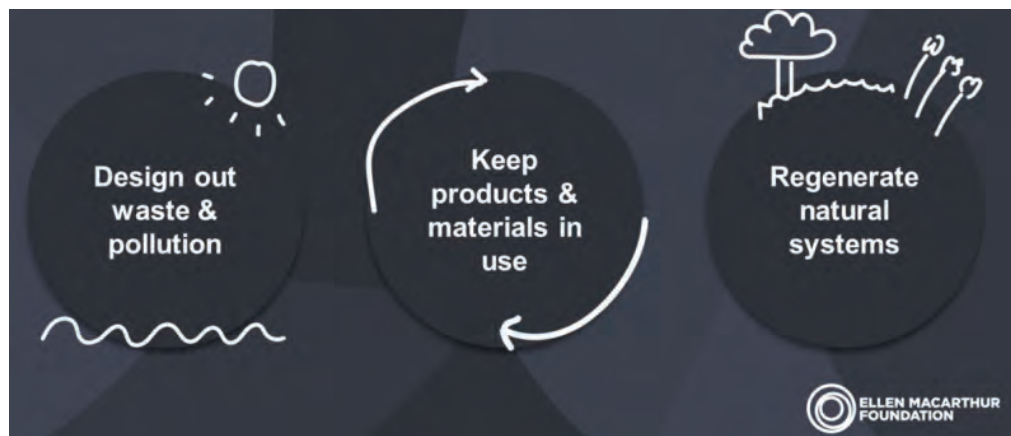 Design out
waste &
pollution
Keep
products &
materials in
use
Regenerate
natural
systems
ELLEN MACARTHUR
FOUNDATION